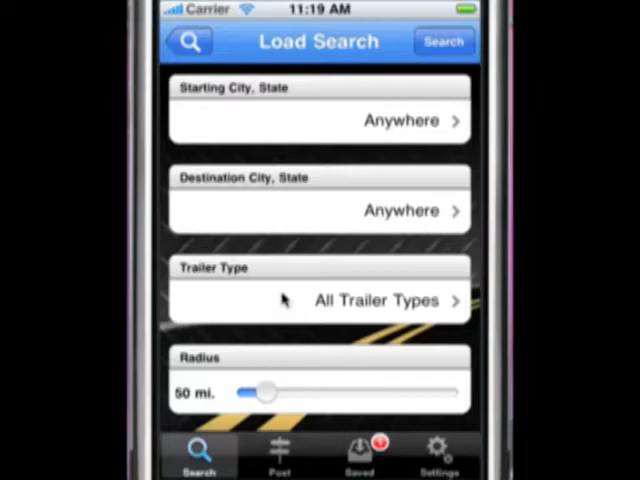 Carrier 11:19 AM
Load Search Search
Starting City, State
Anywhere
Destination City, State
Anywhere
Trailer Type
All Trailer Types
Radius
50 mi.
Search Post Saved Settings